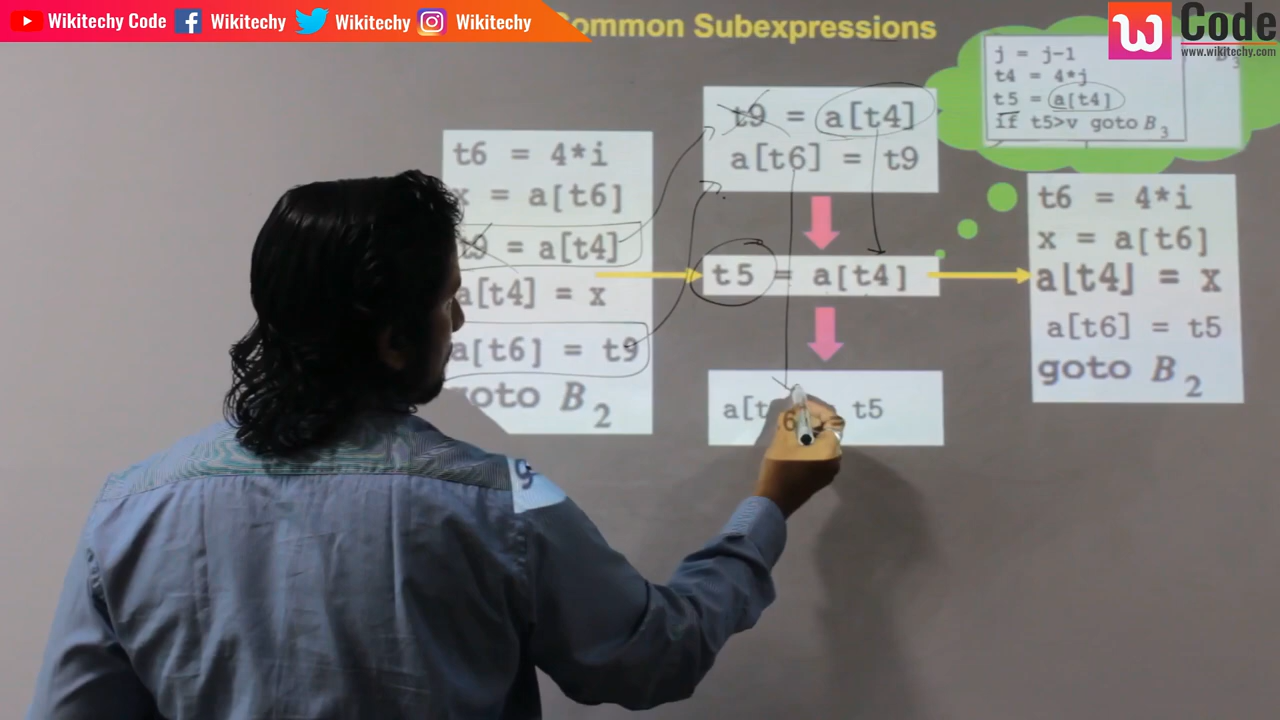 Wikitechy Code Wikitechy Wikitechy Wikitechy
Common Subexpressions
W Code
www.wikitechy.com
j = j-1 B3
t4 = 4*j
t5 = a[t4]
if t5>v goto B3
t6 = 4*i
x = a[t6]
t9 = a[t4]
a[t4] = x
a[t6] = t9
goto B2
t9 = a[t4]
a[t6] = t9
t5 = a[t4]
a[t6] = t5
t6 = 4*i
x = a[t6]
a[t4] = x
a[t6] = t5
goto B2